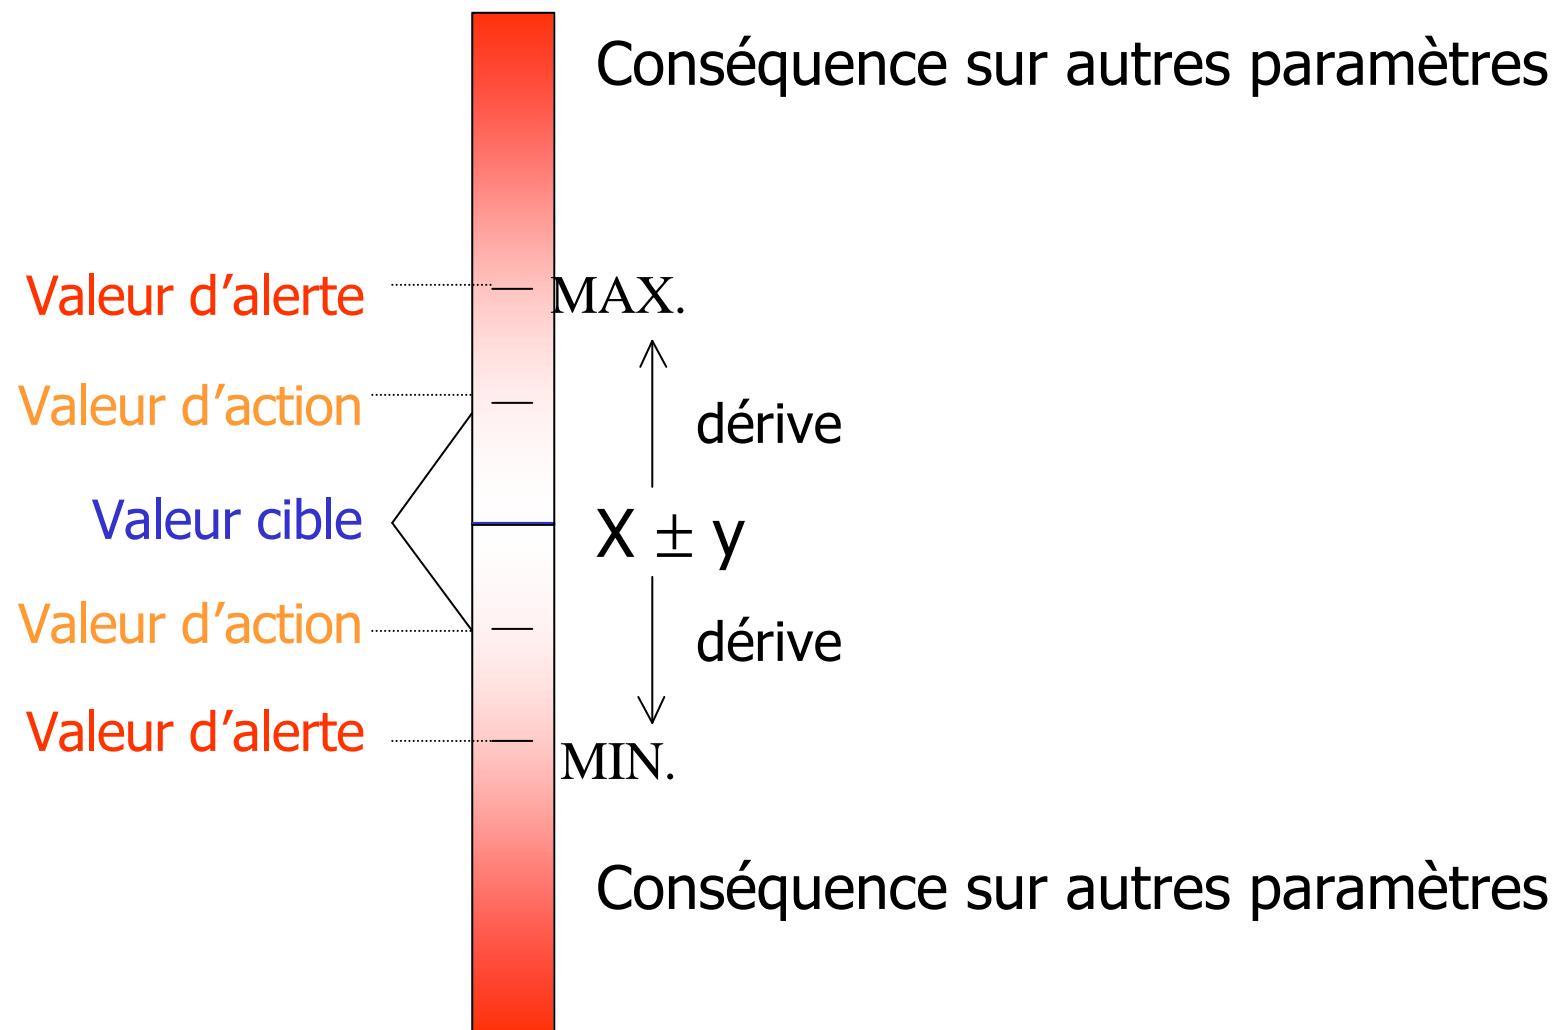 Conséquence sur autres paramètres
Valeur d’alerte
MAX.
Valeur d’action
dérive
Valeur cible
X ± y
Valeur d’action
dérive
Valeur d’alerte
MIN.
Conséquence sur autres paramètres